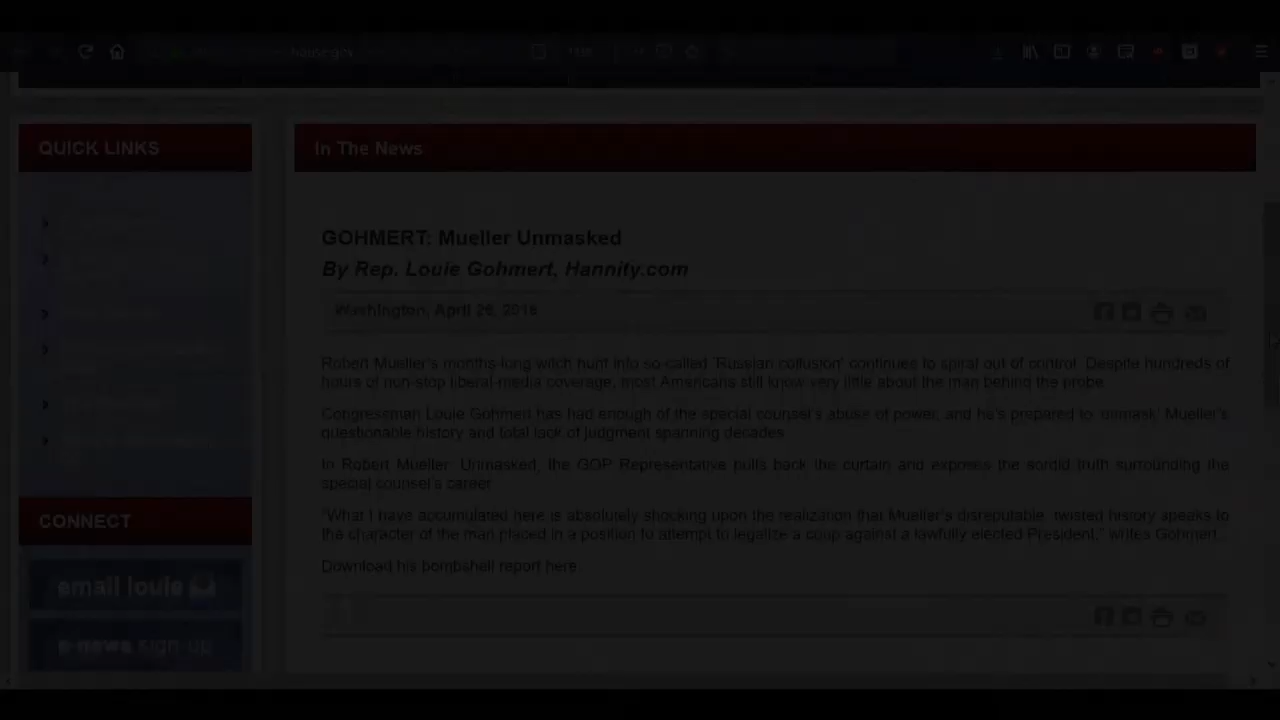 QUICK LINKS
In The News
GOHMERT: Mueller Unmasked
By Rep. Louie Gohmert, Hannity.com
Washington, April 26, 2018
Robert Mueller's months-long witch hunt into so-called 'Russian collusion' continues to spiral out of control. Despite hundreds of
hours of non-stop liberal-media coverage, most Americans still know very little about the man behind the probe.
Congressman Louie Gohmert has had enough of the special counsel's abuse of power, and he's prepared to 'unmask' Mueller's
questionable history and total lack of judgment spanning decades.
In Robert Mueller: Unmasked, the GOP Representative pulls back the curtain and exposes the sordid truth surrounding the
special counsel's career.
"What I have accumulated here is absolutely shocking upon the realization that Mueller's disreputable, twisted history speaks to
the character of the man placed in a position to attempt to legalize a coup against a lawfully elected President," writes Gohmert.
Download his bombshell report here.
CONNECT
email louie
e-news sign-up